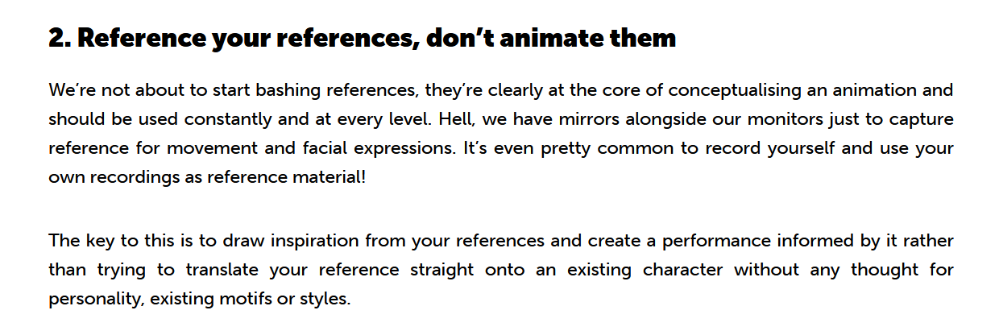 2. Reference your references, don’t animate them
We’re not about to start bashing references, they’re clearly at the core of conceptualising an animation and
should be used constantly and at every level. Hell, we have mirrors alongside our monitors just to capture
reference for movement and facial expressions. It’s even pretty common to record yourself and use your
own recordings as reference material!
The key to this is to draw inspiration from your references and create a performance informed by it rather
than trying to translate your reference straight onto an existing character without any thought for
personality, existing motifs or styles.